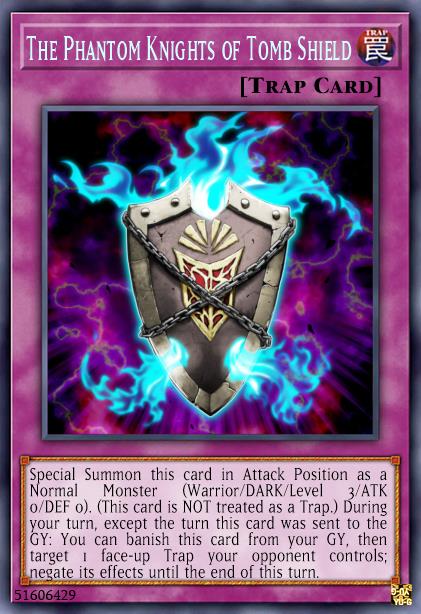 The Phantom Knights of Tomb Shield
TRAP
罠
[Trap Card]
Special Summon this card in Attack Position as a
Normal Monster (Warrior/DARK/Level 3/ATK
0/DEF 0). (This card is NOT treated as a Trap.) During
your turn, except the turn this card was sent to the
GY: You can banish this card from your GY, then
target 1 face-up Trap your opponent controls;
negate its effects until the end of this turn.
51606429